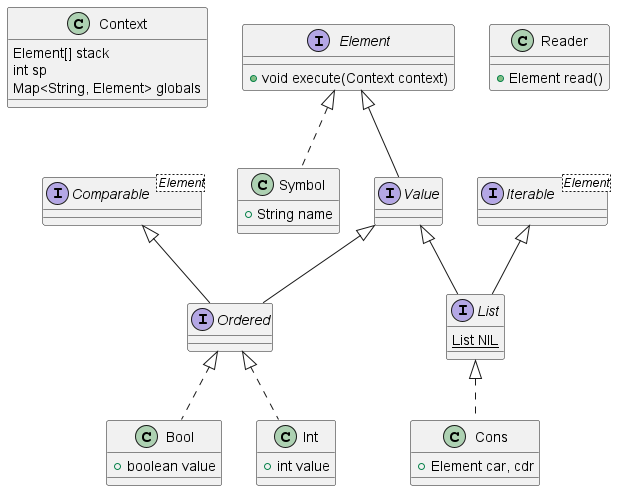 C Context
Element[] stack
int sp
Map<String, Element> globals
I Element
void execute(Context context)
C Reader
Element read()
I Comparable Element
C Symbol
String name
I Value
I Iterable Element
I Ordered
I List
List NIL
C Bool
boolean value
C Int
int value
C Cons
Element car, cdr